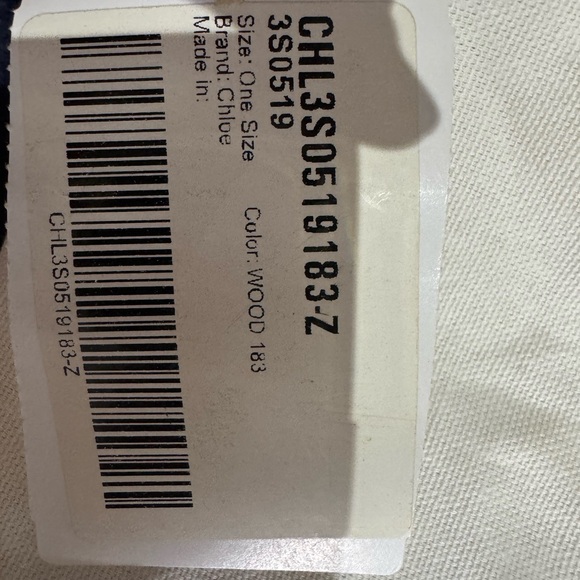 CHL3S0519183-Z
3S0519
Size: One Size Color: WOOD 183
Brand: Chloe
Made in:
CHL3S0519183-Z